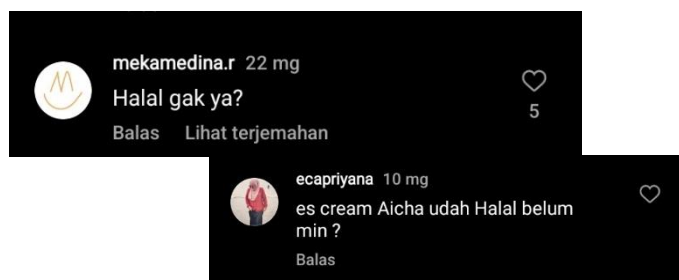 mekamedina.r 22 mg
Halal gak ya?
5
Balas Lihat terjemahan
ecapriyana 10 mg
es cream Aicha udah Halal belum
min ?
Balas